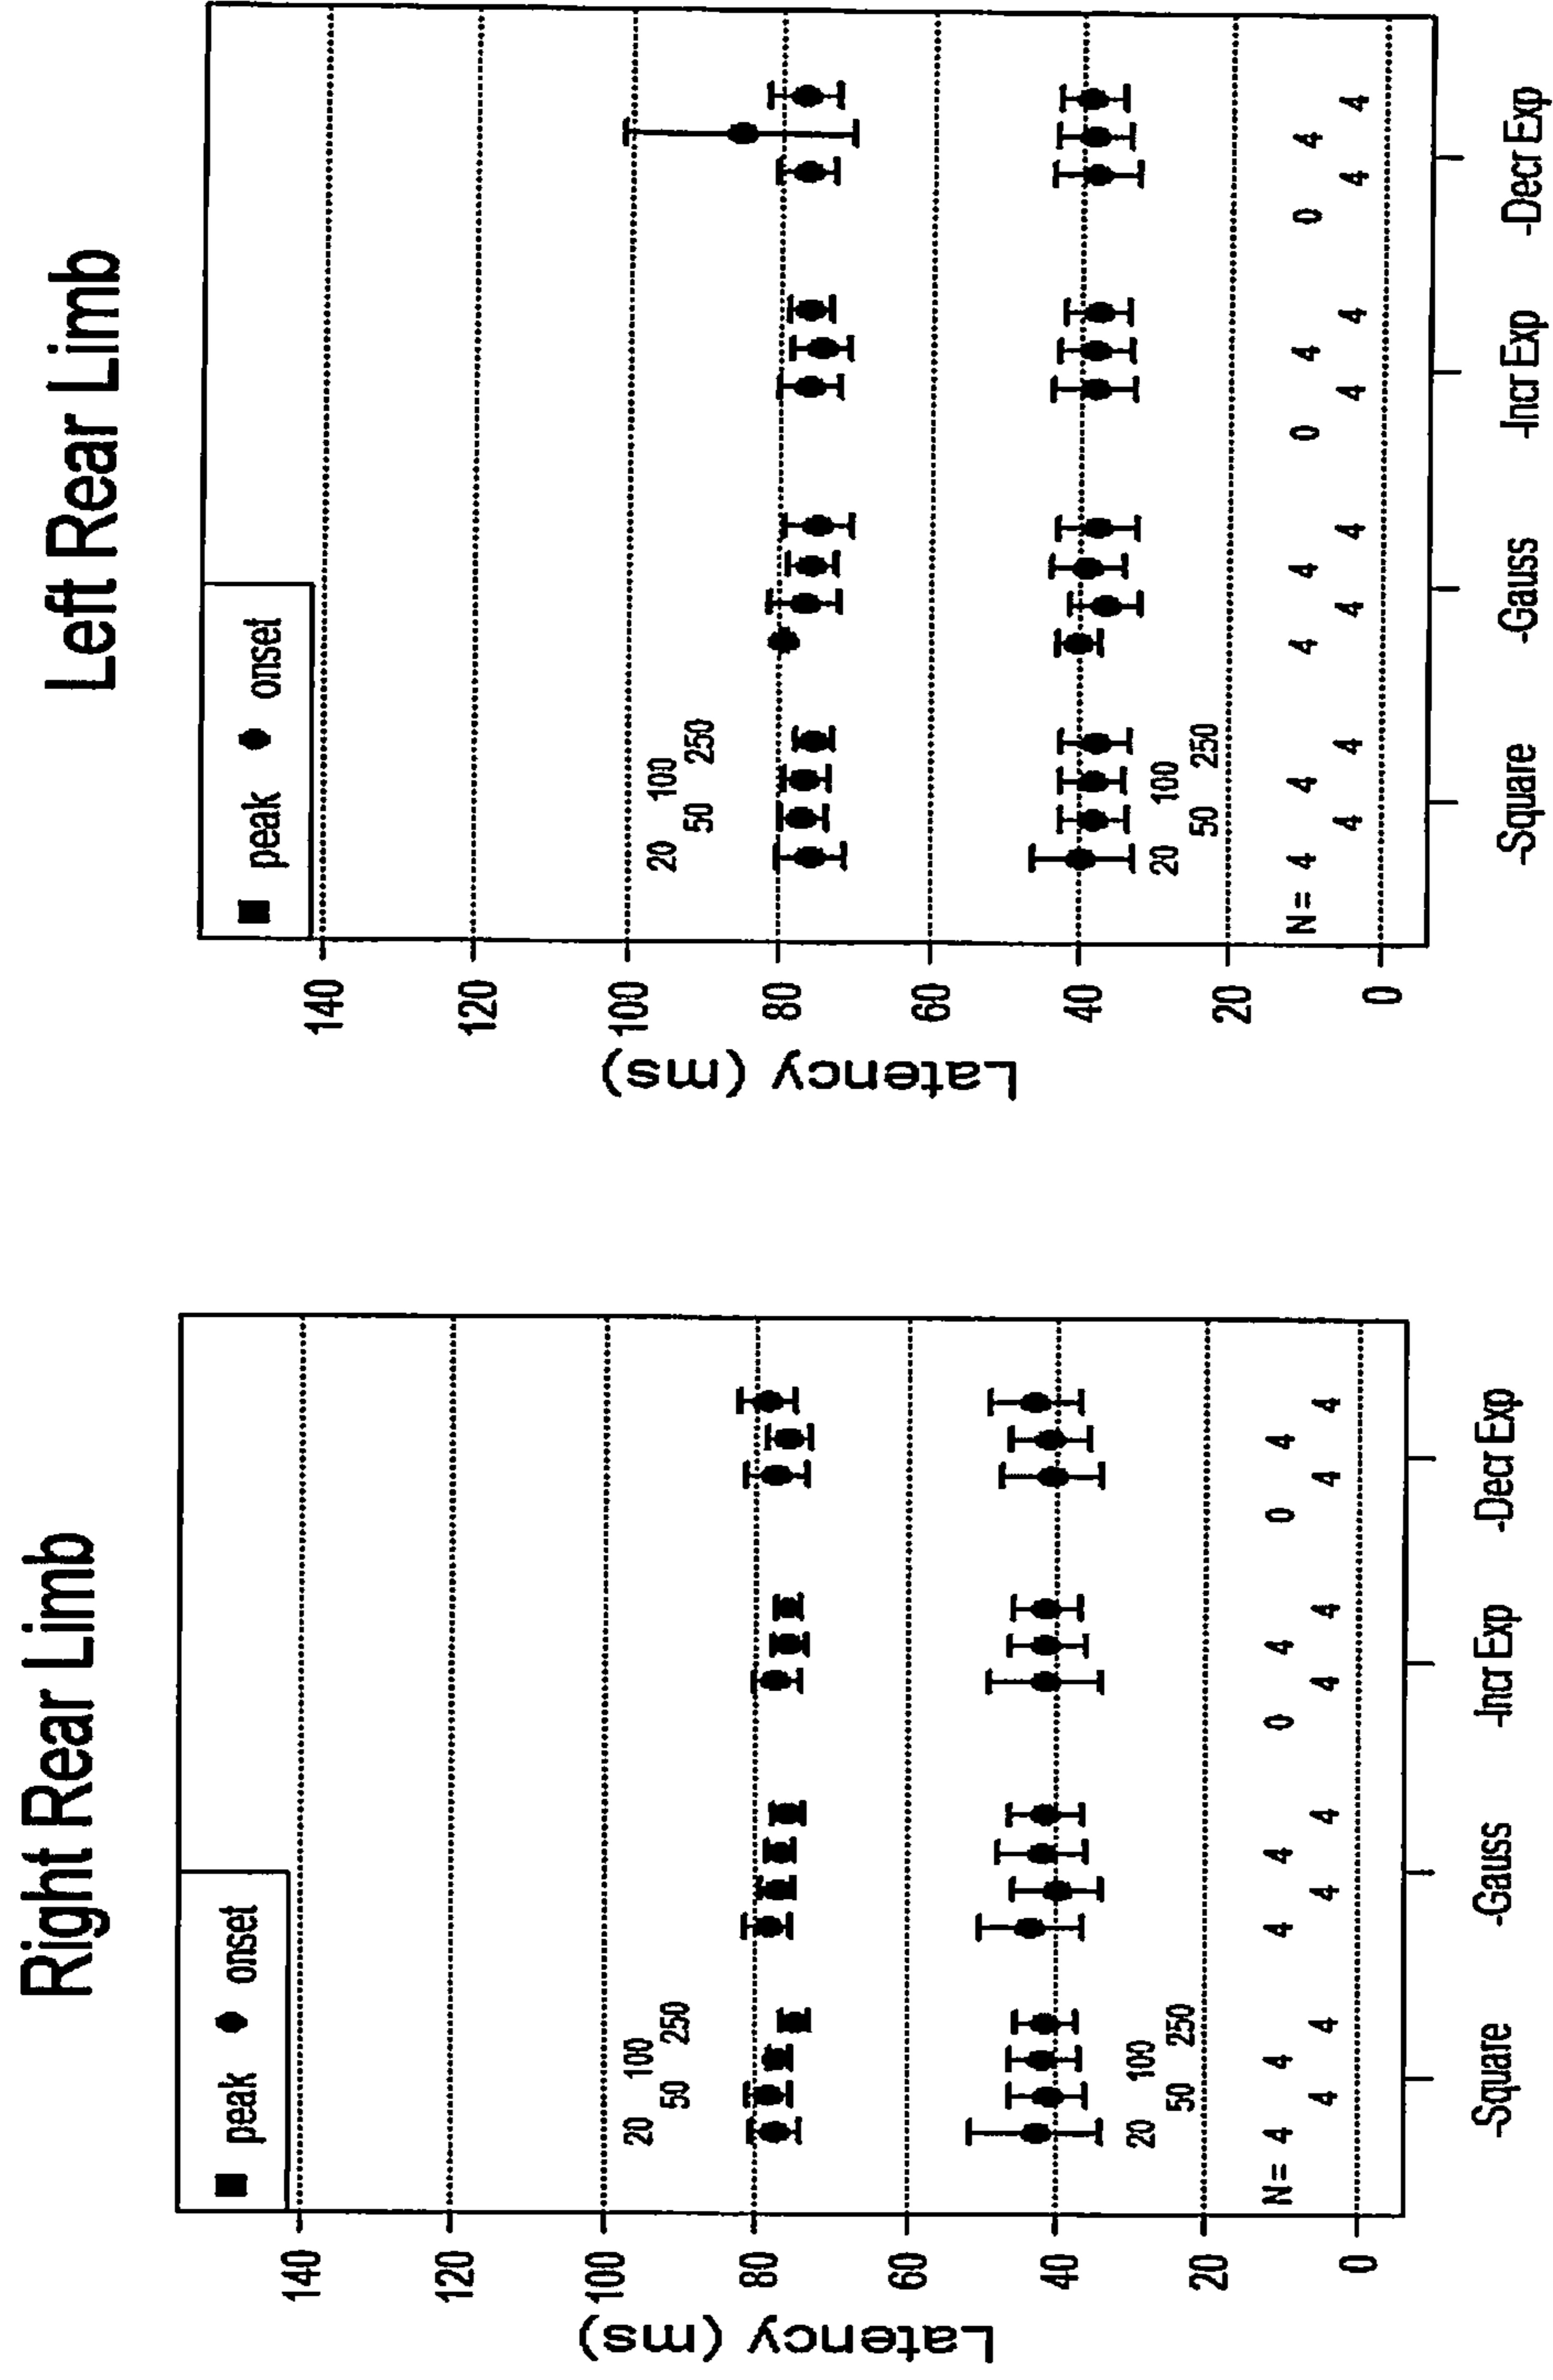 Right Rear Limb
peak onset
Latency (ms)
140
120
100
80
60
40
20
0
20 100
50 250
20 100
50 250
N= 4 4 4 4 0 4 0 4
4 4 4 4 4 4 4 4
-Square -Gauss -Incr Exp -Decr Exp
Left Rear Limb
peak onset
Latency (ms)
140
120
100
80
60
40
20
0
20 100
50 250
20 100
50 250
N= 4 4 4 4 0 4 0 4
4 4 4 4 4 4 4 4
-Square -Gauss -Incr Exp -Decr Exp